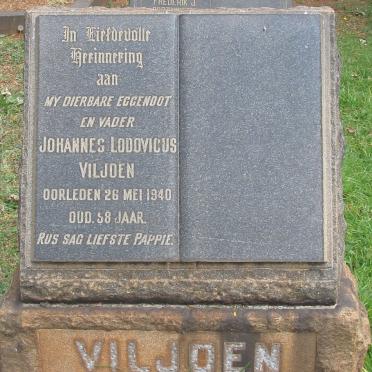 FREDERIK J.
In Liefdevolle
Herinnering
aan
MY DIERBARE EGGENOOT
EN VADER
JOHANNES LODOVICUS
VILJOEN
OORLEDEN 26 MEI 1940
OUD. 58 JAAR.
RUS SAG LIEFSTE PAPPIE.
VILJOEN